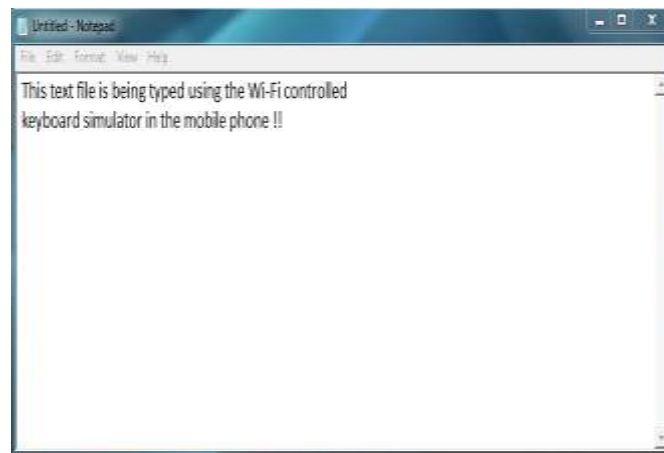 Untitled - Notepad
File Edit Format View Help
This text file is being typed using the Wi-Fi controlled
keyboard simulator in the mobile phone !!